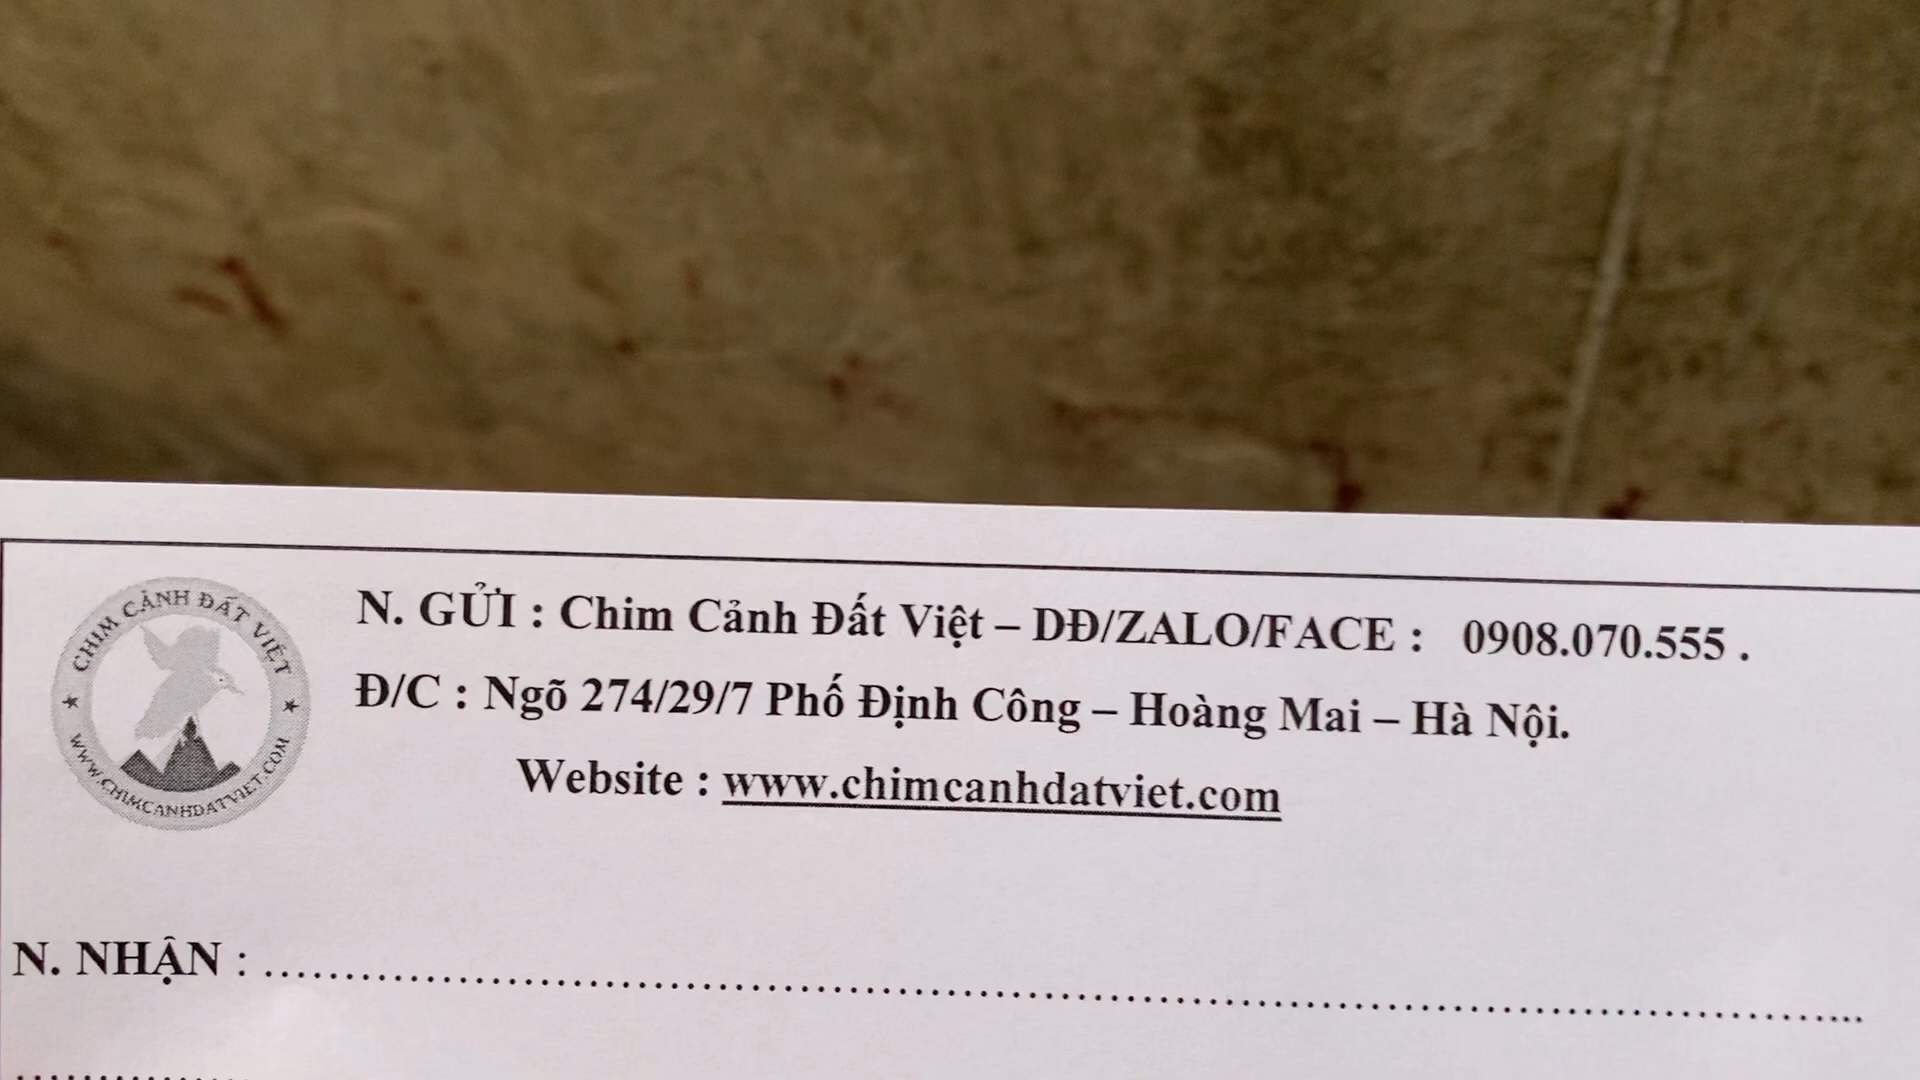 CHIM CẢNH ĐẤT VIỆT
WWW.CHIMCANHDATVIET.COM
N. GỬI : Chim Cảnh Đất Việt – DĐ/ZALO/FACE : 0908.070.555 .
Đ/C : Ngõ 274/29/7 Phố Định Công – Hoàng Mai – Hà Nội.
Website : www.chimcanhdatviet.com
N. NHẬN : ........................................................................................................